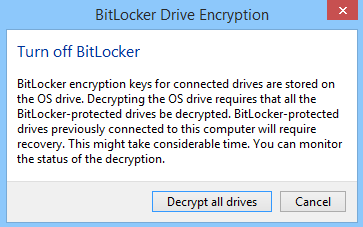 BitLocker Drive Encryption
Turn off BitLocker
BitLocker encryption keys for connected drives are stored on
the OS drive. Decrypting the OS drive requires that all the
BitLocker-protected drives be decrypted. BitLocker-protected
drives previously connected to this computer will require
recovery. This might take considerable time. You can monitor
the status of the decryption.
Decrypt all drives
Cancel